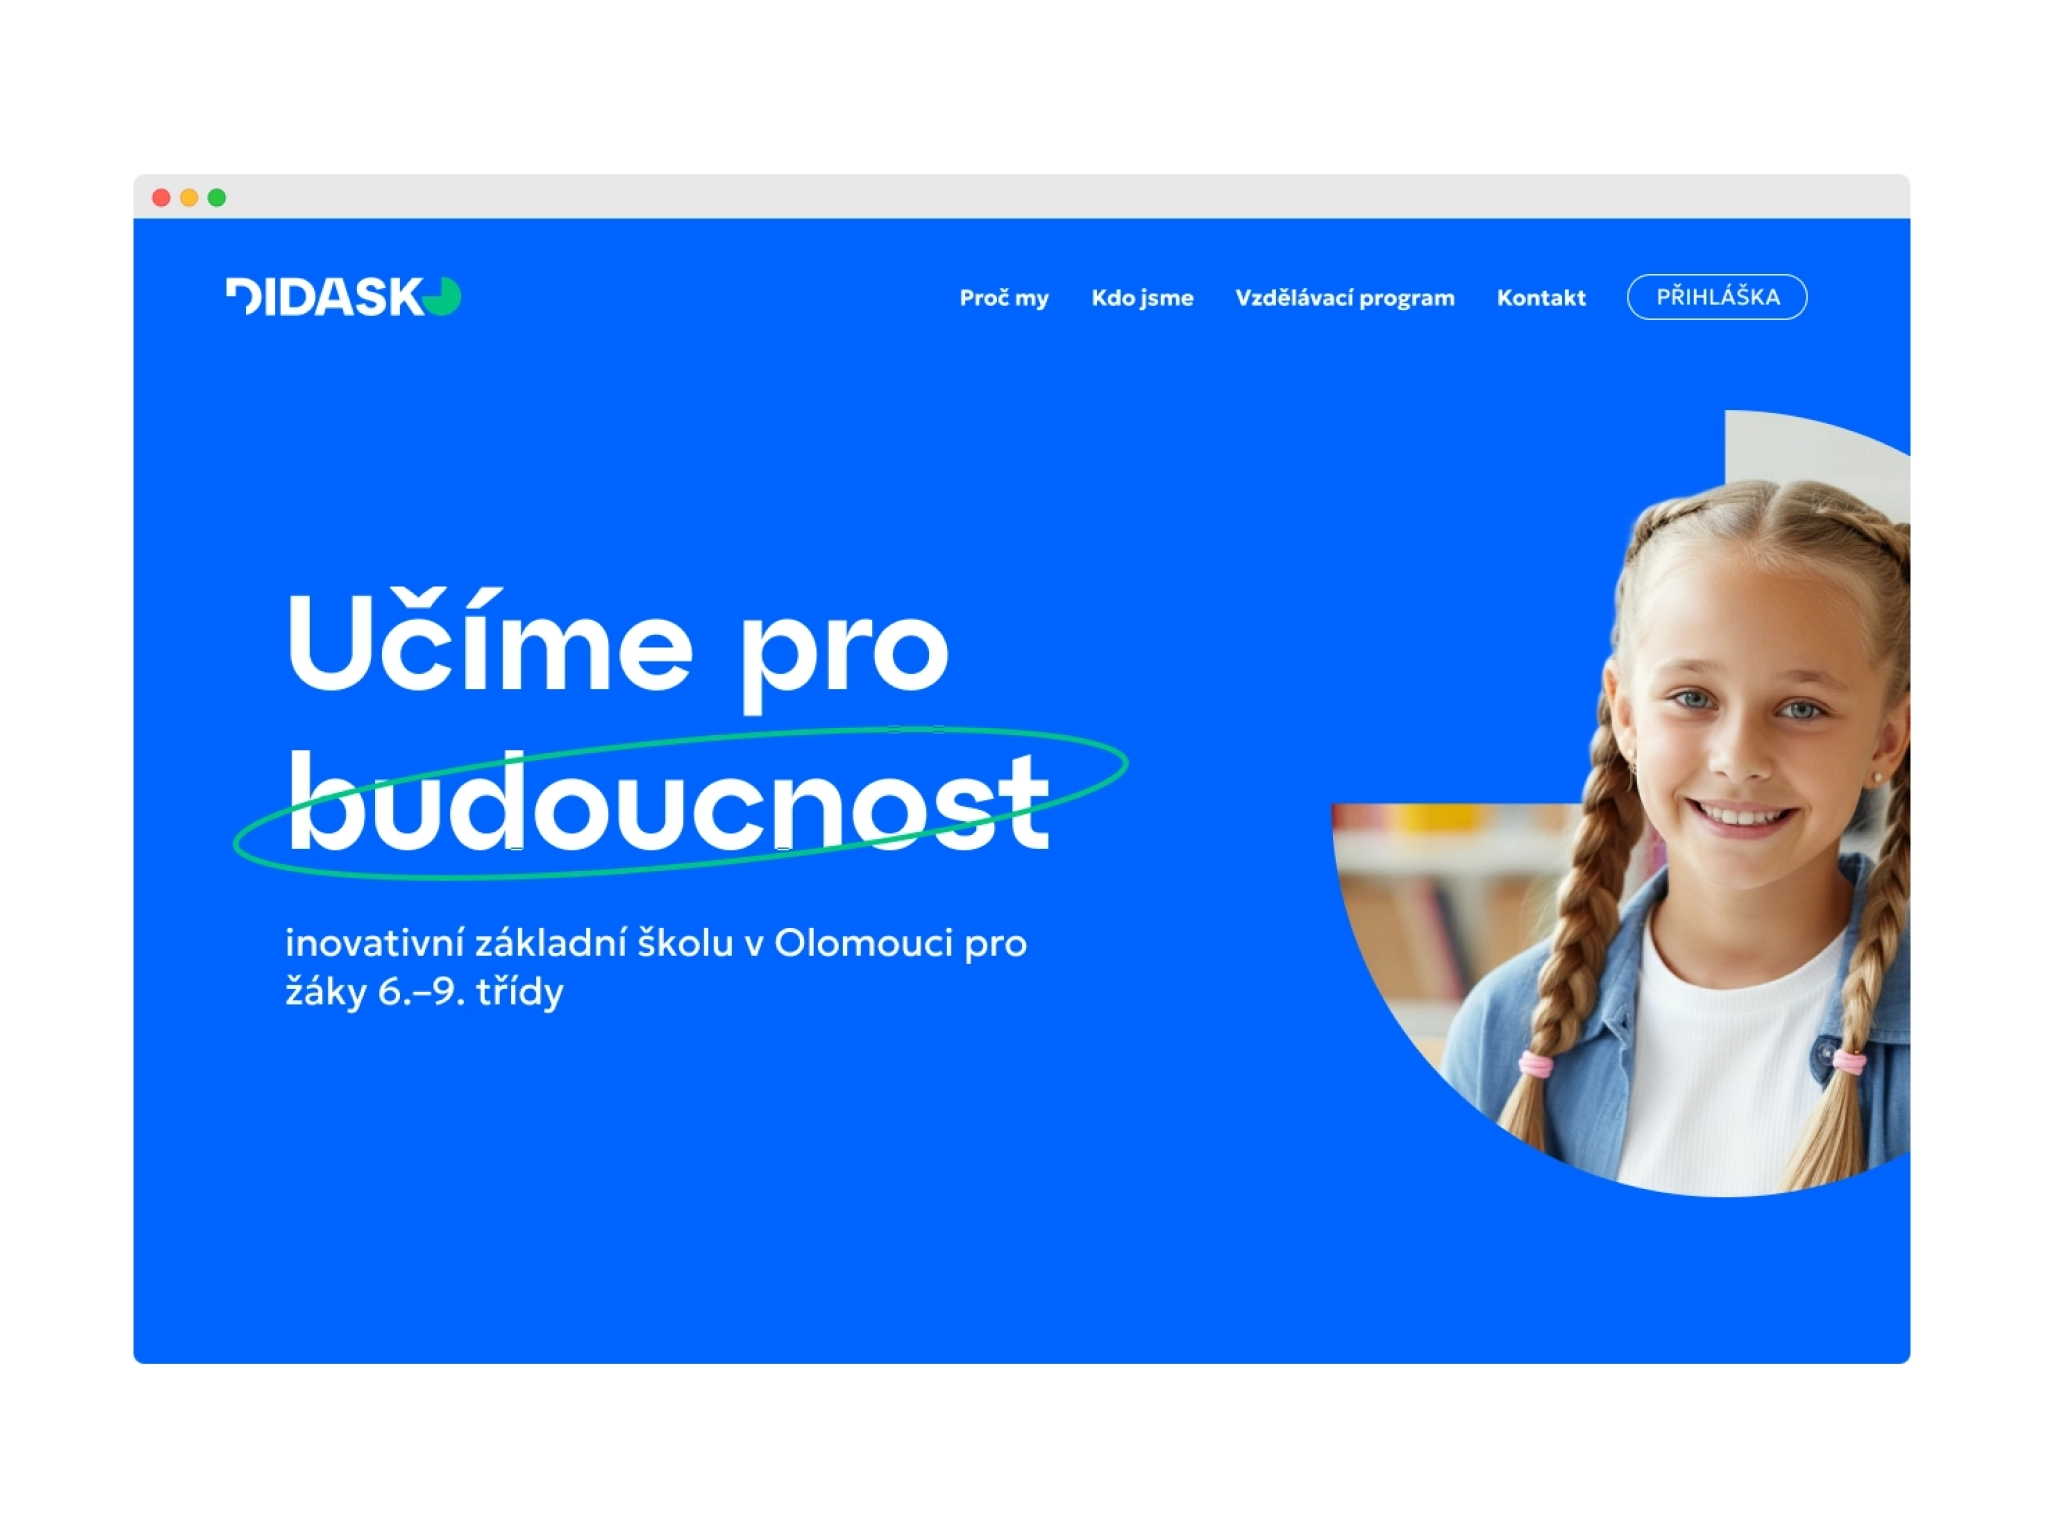 DIDASKO
Proč my
Kdo jsme
Vzdělávací program
Kontakt
PŘIHLÁŠKA
Učíme pro
budoucnost
inovativní základní školu v Olomouci pro
žáky 6.–9. třídy